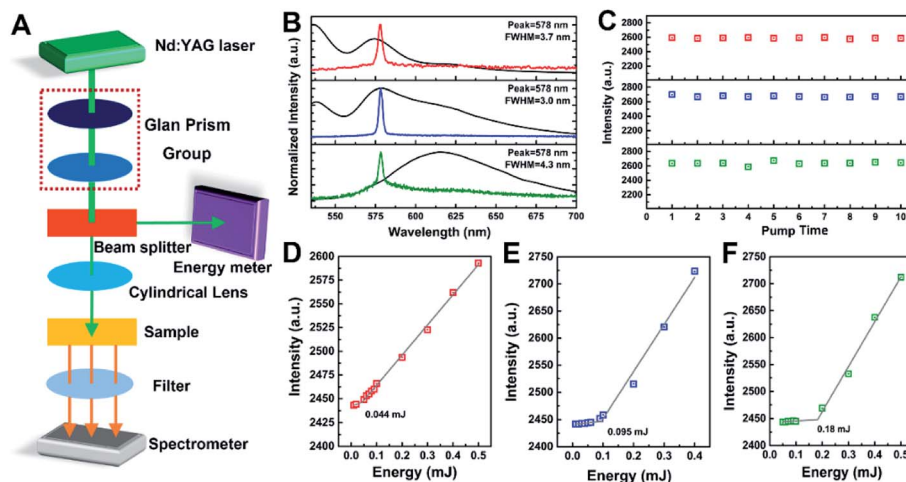 A
Nd:YAG laser
Glan Prism
Group
Beam splitter
Energy meter
Cylindrical Lens
Sample
Filter
Spectrometer
B
Normalized Intensity (a.u.)
Peak=578 nm
FWHM=3.7 nm
Peak=578 nm
FWHM=3.0 nm
Peak=578 nm
FWHM=4.3 nm
550 575 600 625 650 675 700
Wavelength (nm)
C
Intensity (a.u.)
2800
2600
2400
2200
2800
2600
2400
2200
2800
2600
2400
2200
0 1 2 3 4 5 6 7 8 9 10
Pump Time
D
Intensity (a.u.)
2600
2575
2550
2525
2500
2475
2450
2425
2400
0.044 mJ
0.0 0.1 0.2 0.3 0.4 0.5
Energy (mJ)
E
Intensity (a.u.)
2750
2700
2650
2600
2550
2500
2450
2400
0.095 mJ
0.0 0.1 0.2 0.3 0.4
Energy (mJ)
F
Intensity (a.u.)
2750
2700
2650
2600
2550
2500
2450
2400
0.18 mJ
0.0 0.1 0.2 0.3 0.4 0.5
Energy (mJ)